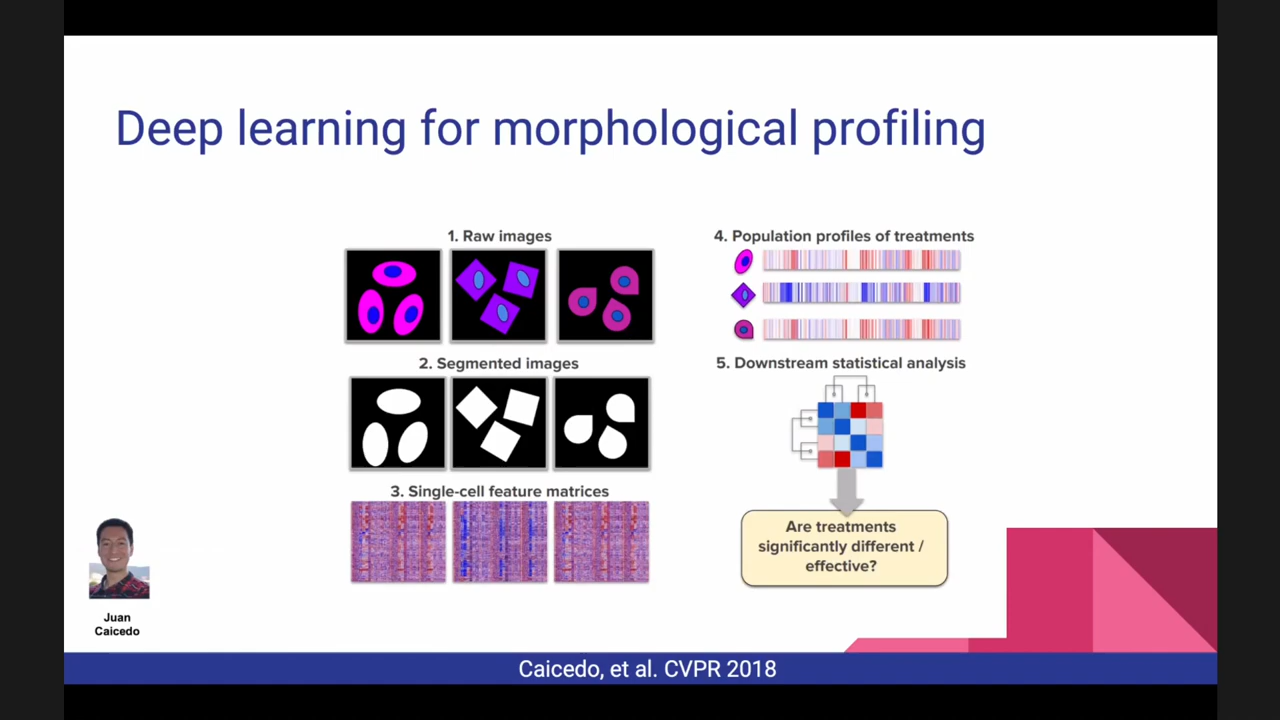 Deep learning for morphological profiling
1. Raw images
2. Segmented images
3. Single-cell feature matrices
4. Population profiles of treatments
5. Downstream statistical analysis
Are treatments
significantly different /
effective?
Juan
Caicedo
Caicedo, et al. CVPR 2018